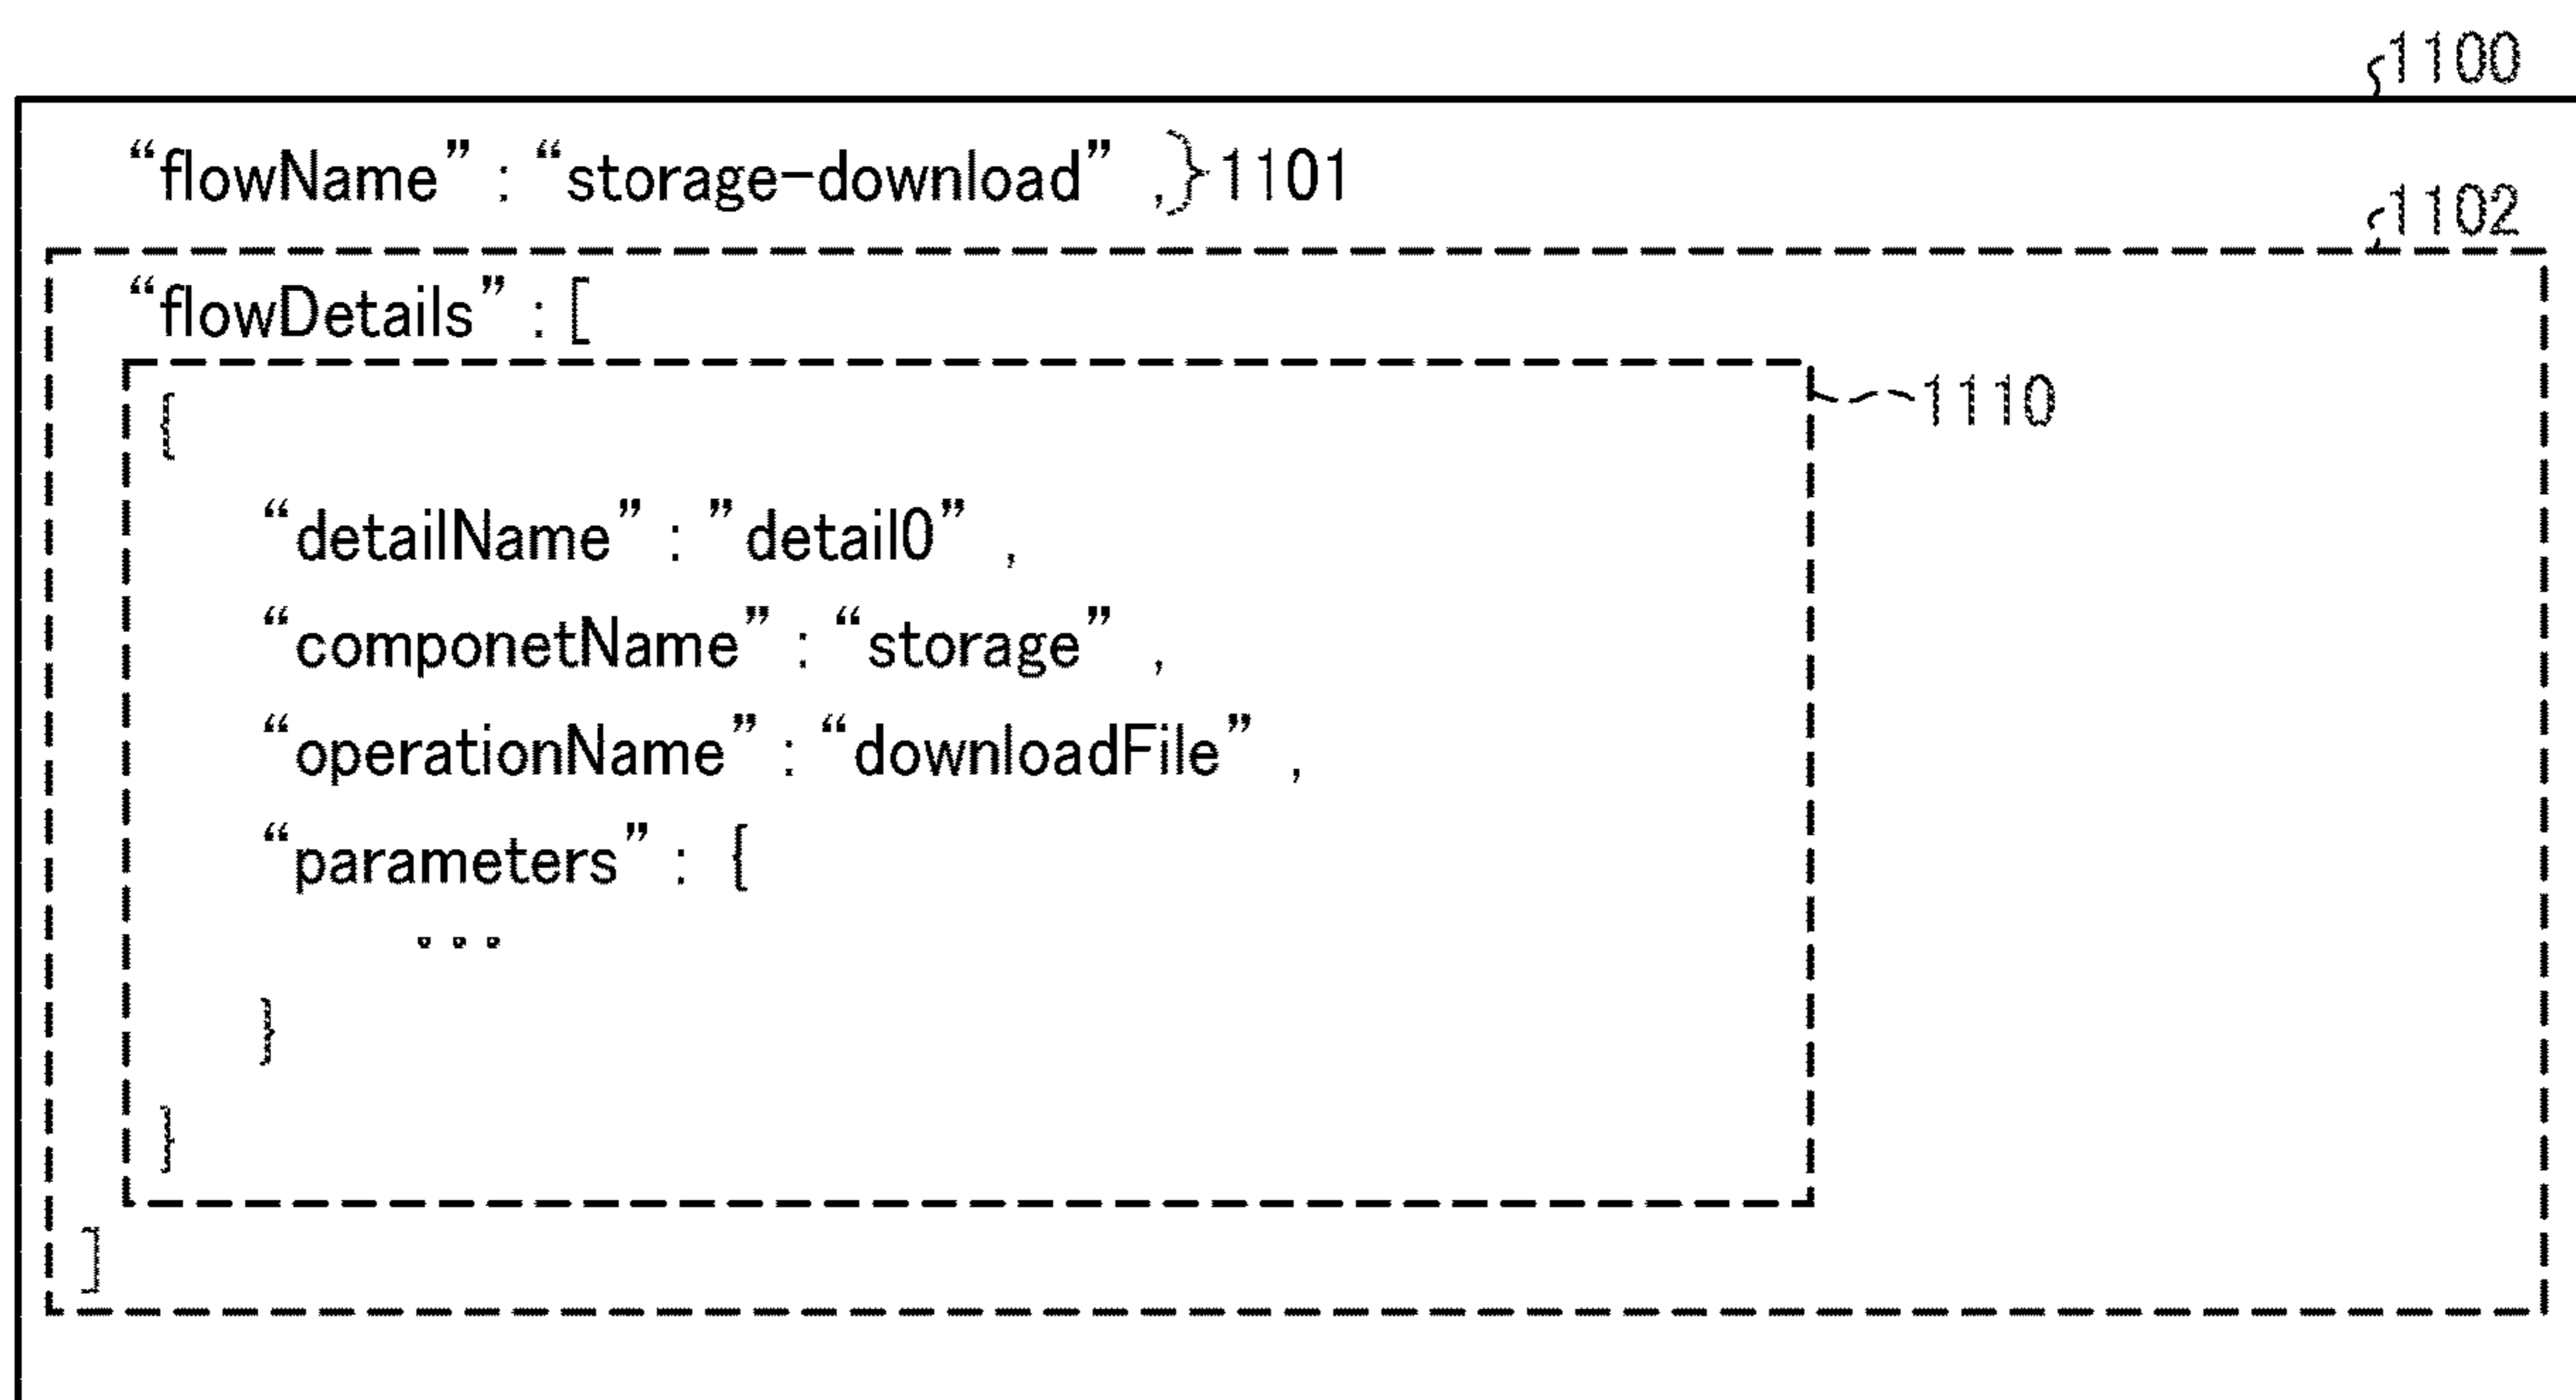 1100
“flowName” : “storage-download” ,}1101
1102
“flowDetails” : [
{
1110
“detailName” : ”detail0” ,
“componetName” : “storage” ,
“operationName” : “downloadFile” ,
“parameters” : {
...
}
}
]